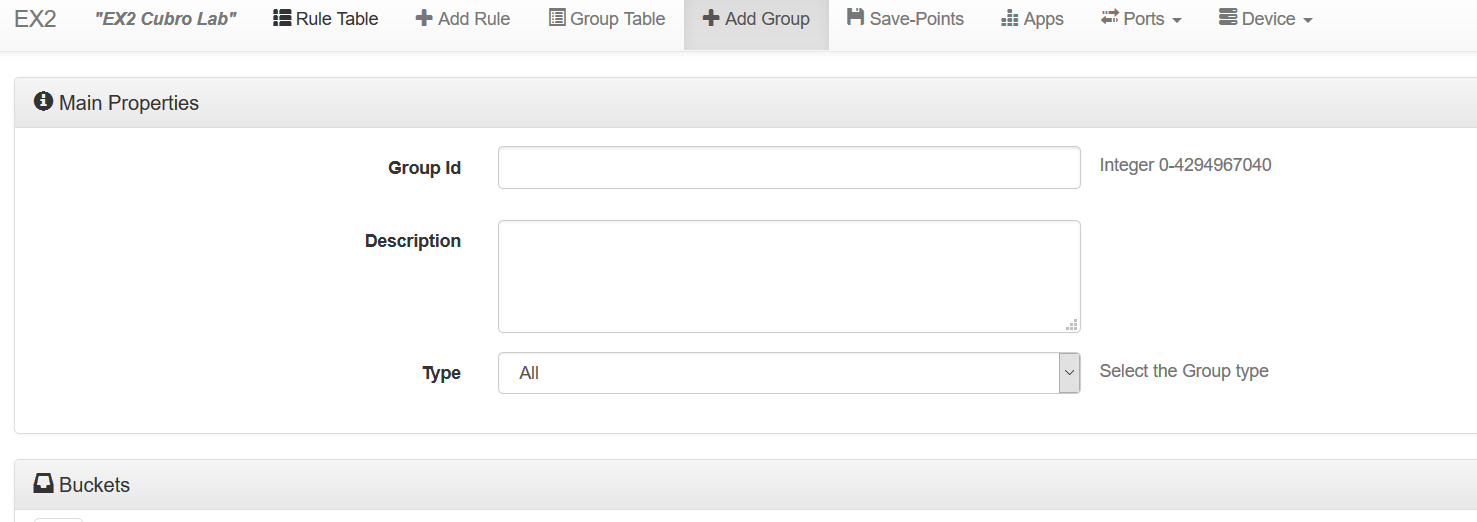 EX2 "EX2 Cubro Lab" Rule Table Add Rule Group Table Add Group Save-Points Apps Ports Device
Main Properties
Group Id Integer 0-4294967040
Description
Type All Select the Group type
Buckets